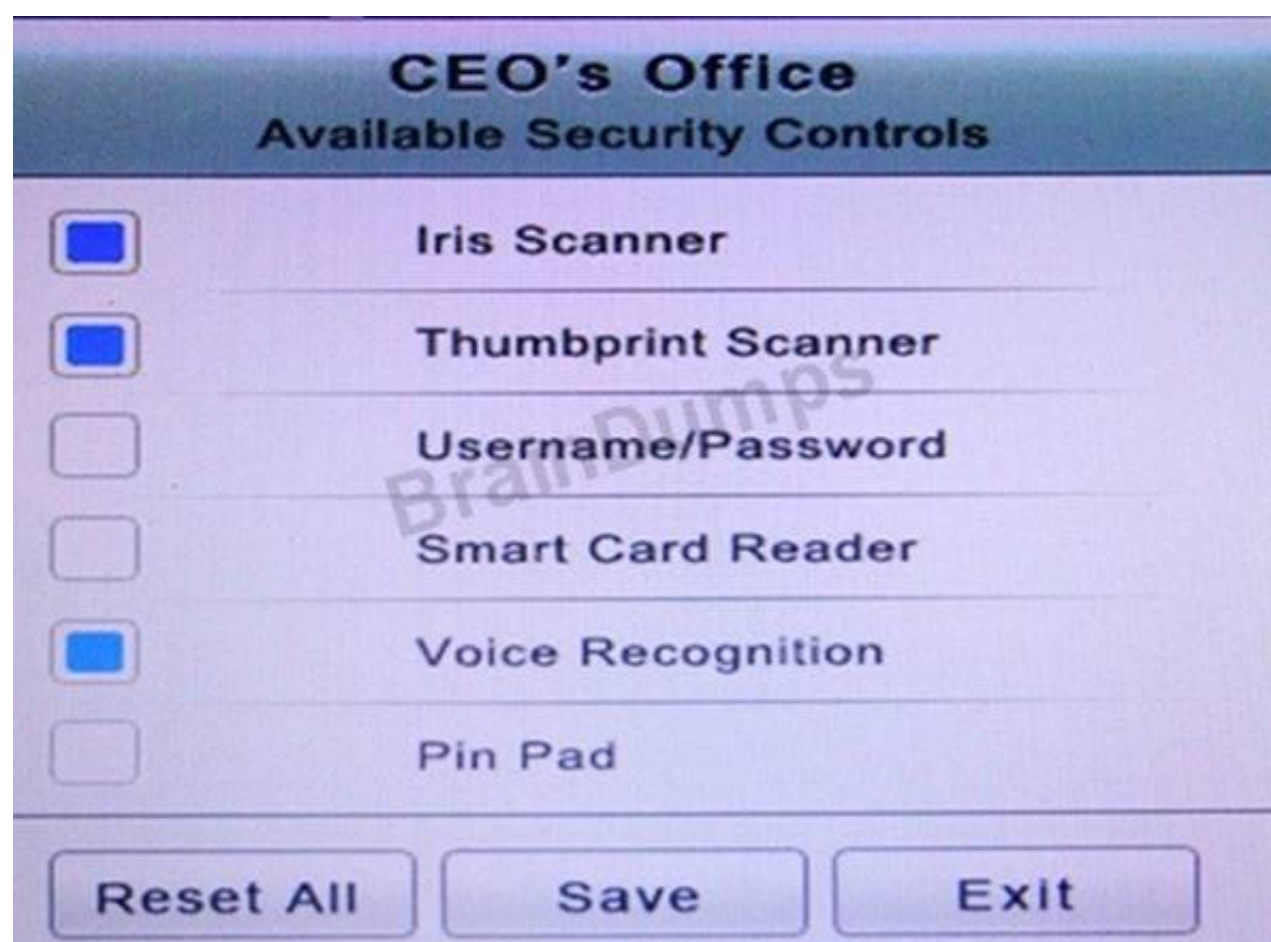 CEO's Office
Available Security Controls
Iris Scanner
Thumbprint Scanner
BrainDumps
Username/Password
Smart Card Reader
Voice Recognition
Pin Pad
Reset All
Save
Exit